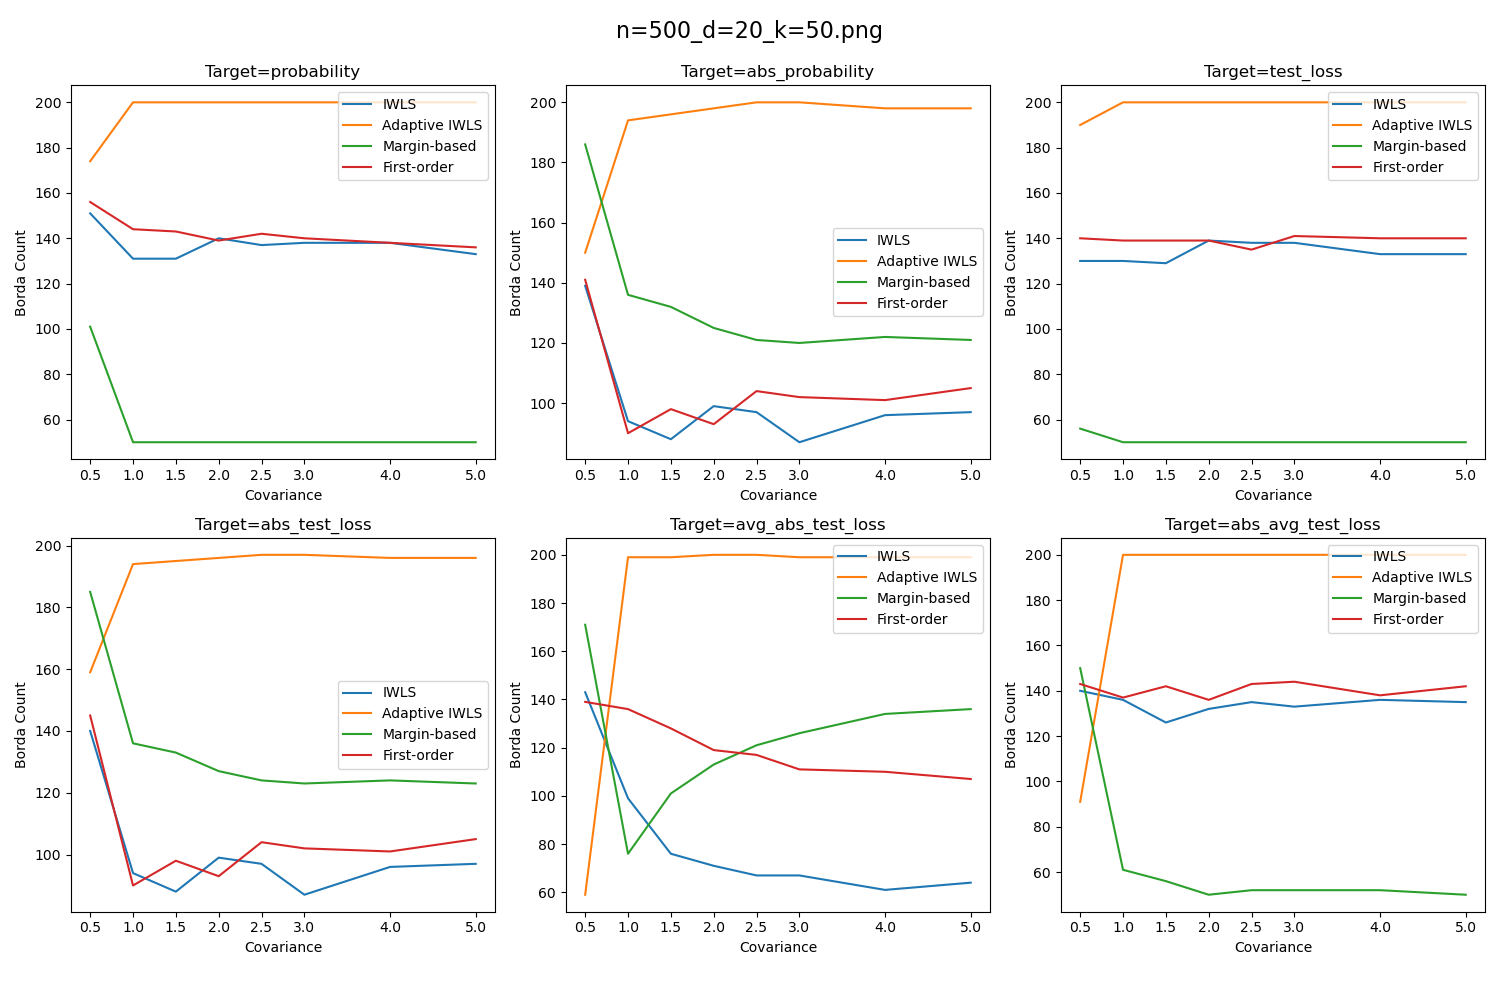 n=500_d=20_k=50.png
Target=probability
Borda Count
200
180
160
140
120
100
80
60
0.5 1.0 1.5 2.0 2.5 3.0 4.0 5.0
Covariance
IWLS
Adaptive IWLS
Margin-based
First-order
Target=abs_probability
Borda Count
200
180
160
140
120
100
0.5 1.0 1.5 2.0 2.5 3.0 4.0 5.0
Covariance
IWLS
Adaptive IWLS
Margin-based
First-order
Target=test_loss
Borda Count
200
180
160
140
120
100
80
60
0.5 1.0 1.5 2.0 2.5 3.0 4.0 5.0
Covariance
IWLS
Adaptive IWLS
Margin-based
First-order
Target=abs_test_loss
Borda Count
200
180
160
140
120
100
0.5 1.0 1.5 2.0 2.5 3.0 4.0 5.0
Covariance
IWLS
Adaptive IWLS
Margin-based
First-order
Target=avg_abs_test_loss
Borda Count
200
180
160
140
120
100
80
60
0.5 1.0 1.5 2.0 2.5 3.0 4.0 5.0
Covariance
IWLS
Adaptive IWLS
Margin-based
First-order
Target=abs_avg_test_loss
Borda Count
200
180
160
140
120
100
80
60
0.5 1.0 1.5 2.0 2.5 3.0 4.0 5.0
Covariance
IWLS
Adaptive IWLS
Margin-based
First-order